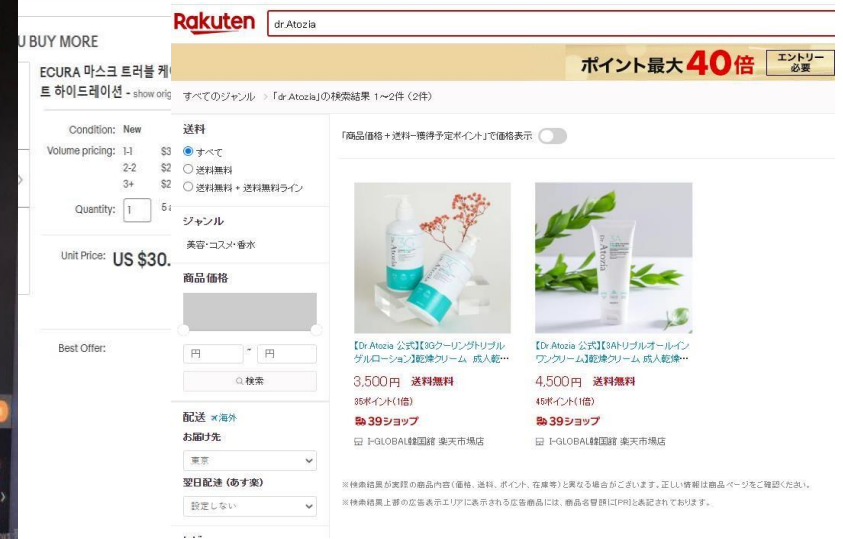 U BUY MORE
ECURA 마스크 트러블 케
트 하이드레이션 - show orig
Condition: New
Volume pricing: 1-1 $3
2-2 $2
3+ $2
Quantity: 1
Unit Price: US $30.
Best Offer:
Rakuten
dr.Atozia
ポイント最大40倍
エントリー
必要
すべてのジャンル > 「dr.Atozia」の検索結果 1～2件 (2件)
送料
すべて
送料無料
送料無料 + 送料無料ライン
ジャンル
美容・コスメ・香水
商品価格
円 ~ 円
検索
配送 海外
お届け先
東京
翌日配達 (あす楽)
設定しない
「商品価格 + 送料-獲得予定ポイント」で価格表示
【Dr.Atozia 公式】【3Gクーリングトリプル
ゲルローション】乾燥クリーム 成人乾…
3,500円 送料無料
35ポイント(1倍)
39ショップ
I-GLOBAL韓国館 楽天市場店
【Dr.Atozia 公式】【3Aトリプルオールイン
ワンクリーム】乾燥クリーム 成人乾燥…
4,500円 送料無料
45ポイント(1倍)
39ショップ
I-GLOBAL韓国館 楽天市場店
※検索結果が実際の商品内容(価格、送料、ポイント、在庫等)と異なる場合がございます。正しい情報は商品ページをご確認ください。
※検索結果上部の広告表示エリアに表示される広告商品には、商品名冒頭に[PR]と表記されております。